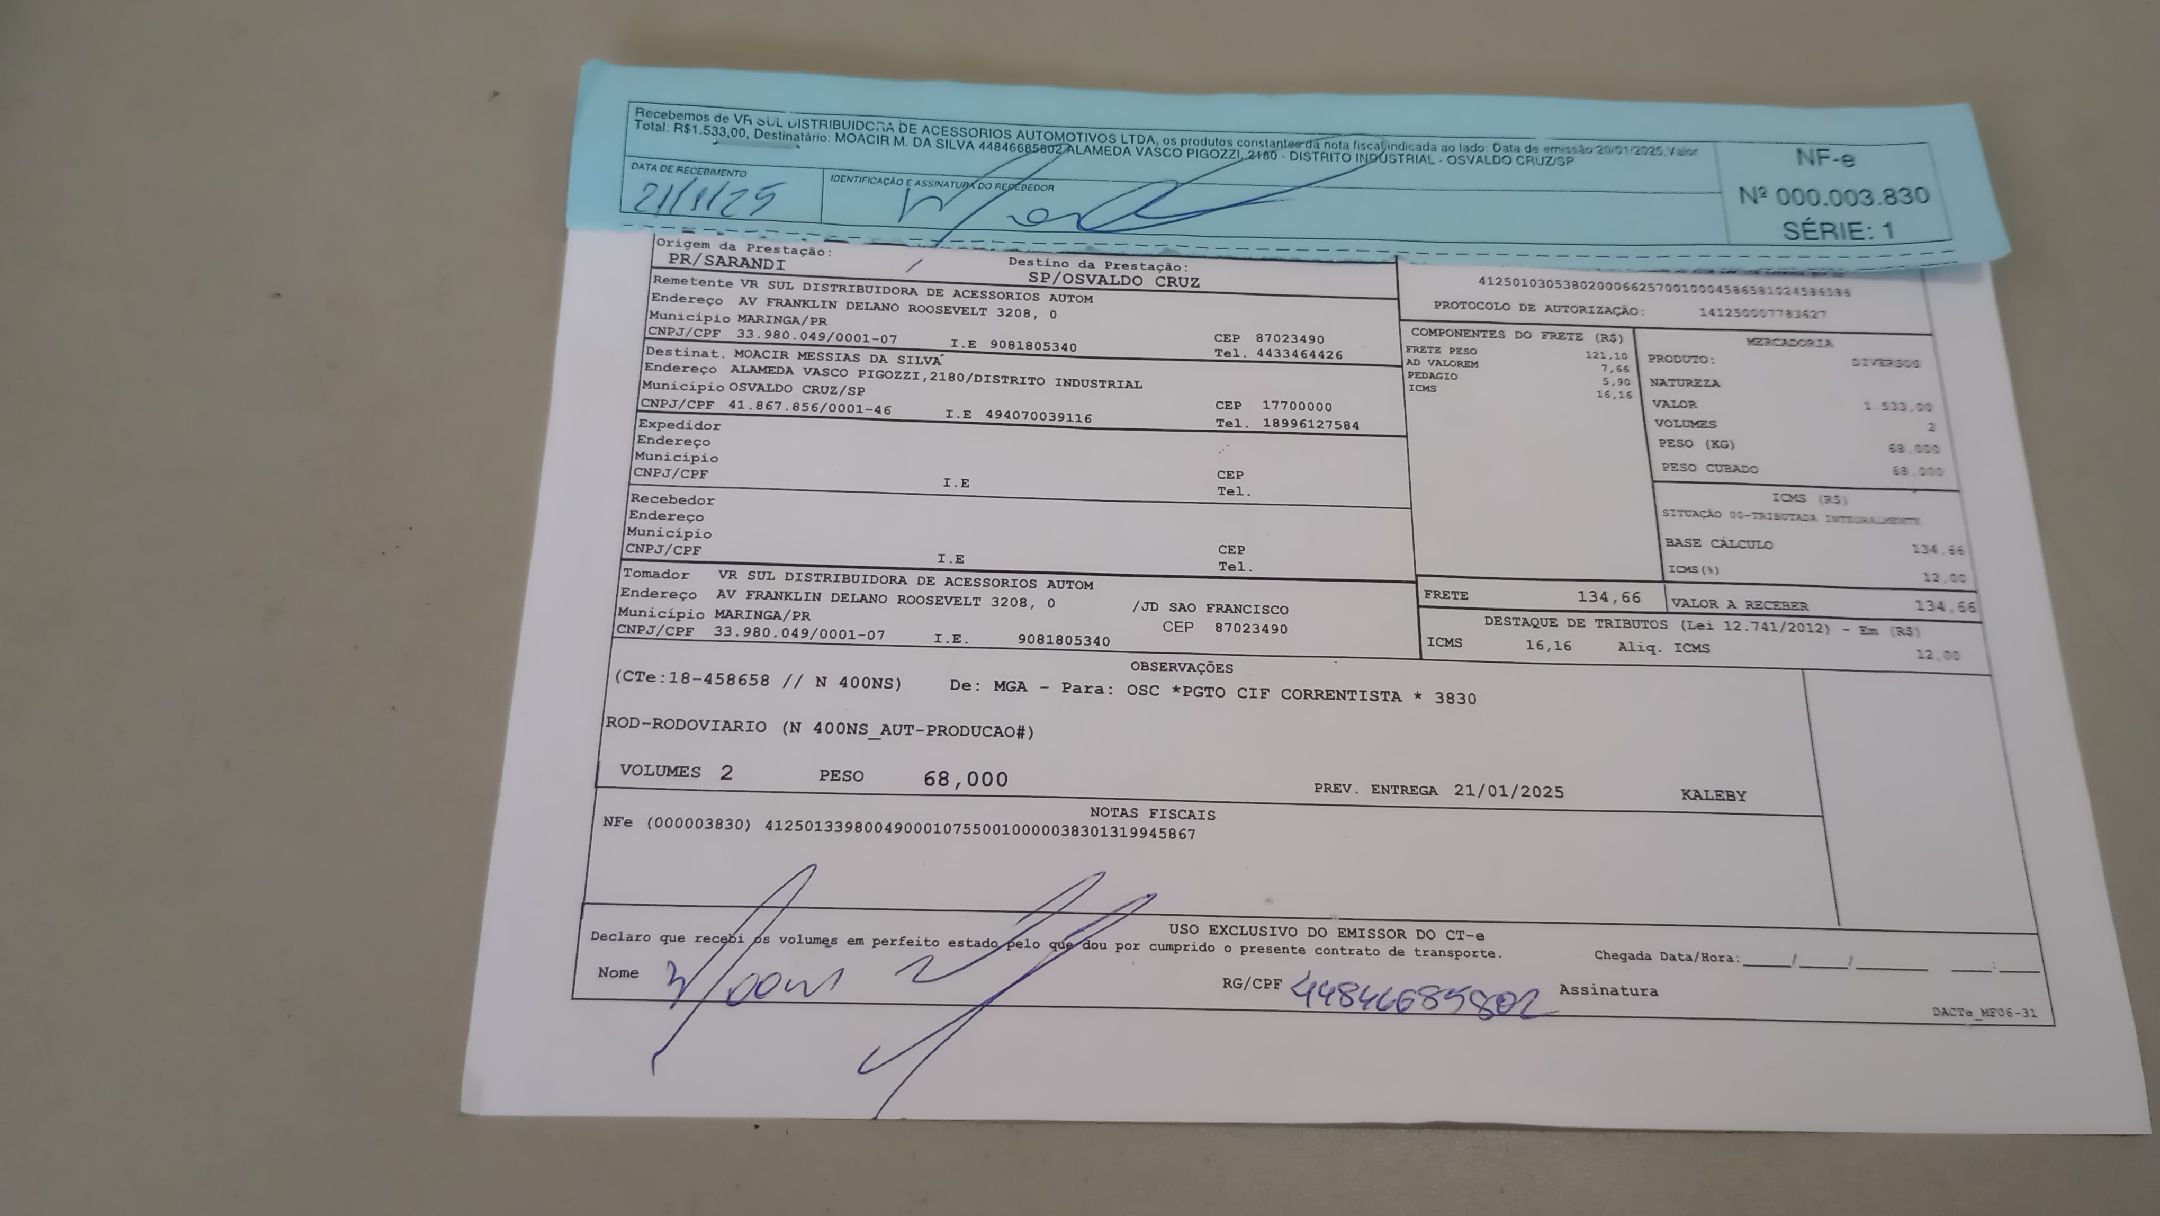 Recebemos de VR SUL DISTRIBUIDORA DE ACESSORIOS AUTOMOTIVOS LTDA, os produtos constantes da nota fiscal indicada ao lado. Data de emissão 20/01/2025, Valor
Total: R$1.533,00, Destinatário: MOACIR M. DA SILVA 44846685802 ALAMEDA VASCO PIGOZZI, 2180 - DISTRITO INDUSTRIAL - OSVALDO CRUZ/SP
NF-e
Nº 000.003.830
SÉRIE: 1
DATA DE RECEBIMENTO
21/1/25
IDENTIFICAÇÃO E ASSINATURA DO RECEBEDOR
Origem da Prestação:
PR/SARANDI
Destino da Prestação:
SP/OSVALDO CRUZ
PROTOCOLO DE AUTORIZAÇÃO: 141250007783627
Remetente VR SUL DISTRIBUIDORA DE ACESSORIOS AUTOM
Endereço AV FRANKLIN DELANO ROOSEVELT 3208, 0
Município MARINGA/PR CEP 87023490
CNPJ/CPF 33.980.049/0001-07 I.E 9081805340 Tel. 4433464426
Destinat. MOACIR MESSIAS DA SILVA
Endereço ALAMEDA VASCO PIGOZZI,2180/DISTRITO INDUSTRIAL
Município OSVALDO CRUZ/SP CEP 17700000
CNPJ/CPF 41.867.856/0001-46 I.E 494070039116 Tel. 18996127584
Expedidor
Endereço
Município CEP
CNPJ/CPF I.E Tel.
Recebedor
Endereço
Município CEP
CNPJ/CPF I.E Tel.
Tomador VR SUL DISTRIBUIDORA DE ACESSORIOS AUTOM
Endereço AV FRANKLIN DELANO ROOSEVELT 3208, 0 /JD SAO FRANCISCO
Município MARINGA/PR CEP 87023490
CNPJ/CPF 33.980.049/0001-07 I.E. 9081805340
COMPONENTES DO FRETE (R$)
FRETE PESO 121,10
AD VALOREM 7,66
PEDAGIO 5,90
ICMS 16,16
MERCADORIA
PRODUTO: DIVERSOS
NATUREZA
VALOR 1.533,00
VOLUMES 2
PESO (KG) 68.000
PESO CUBADO 68.000
ICMS (R$)
SITUAÇÃO 00-TRIBUTADA INTEGRALMENTE
BASE CÁLCULO 134.66
ICMS(%) 12,00
FRETE 134,66 VALOR A RECEBER 134,66
DESTAQUE DE TRIBUTOS (Lei 12.741/2012) - Em (R$)
ICMS 16,16 Aliq. ICMS 12,00
OBSERVAÇÕES
(CTe:18-458658 // N 400NS) De: MGA - Para: OSC *PGTO CIF CORRENTISTA * 3830
ROD-RODOVIARIO (N 400NS_AUT-PRODUCAO#)
VOLUMES 2 PESO 68,000 PREV. ENTREGA 21/01/2025 KALEBY
NOTAS FISCAIS
NFe (000003830) 41250133980049000107550010000038301319945867
USO EXCLUSIVO DO EMISSOR DO CT-e
Declaro que recebi os volumes em perfeito estado pelo que dou por cumprido o presente contrato de transporte.
Chegada Data/Hora:____/____/______ ____:____
Nome RG/CPF 44846685802 Assinatura
DACTe_MF06-31